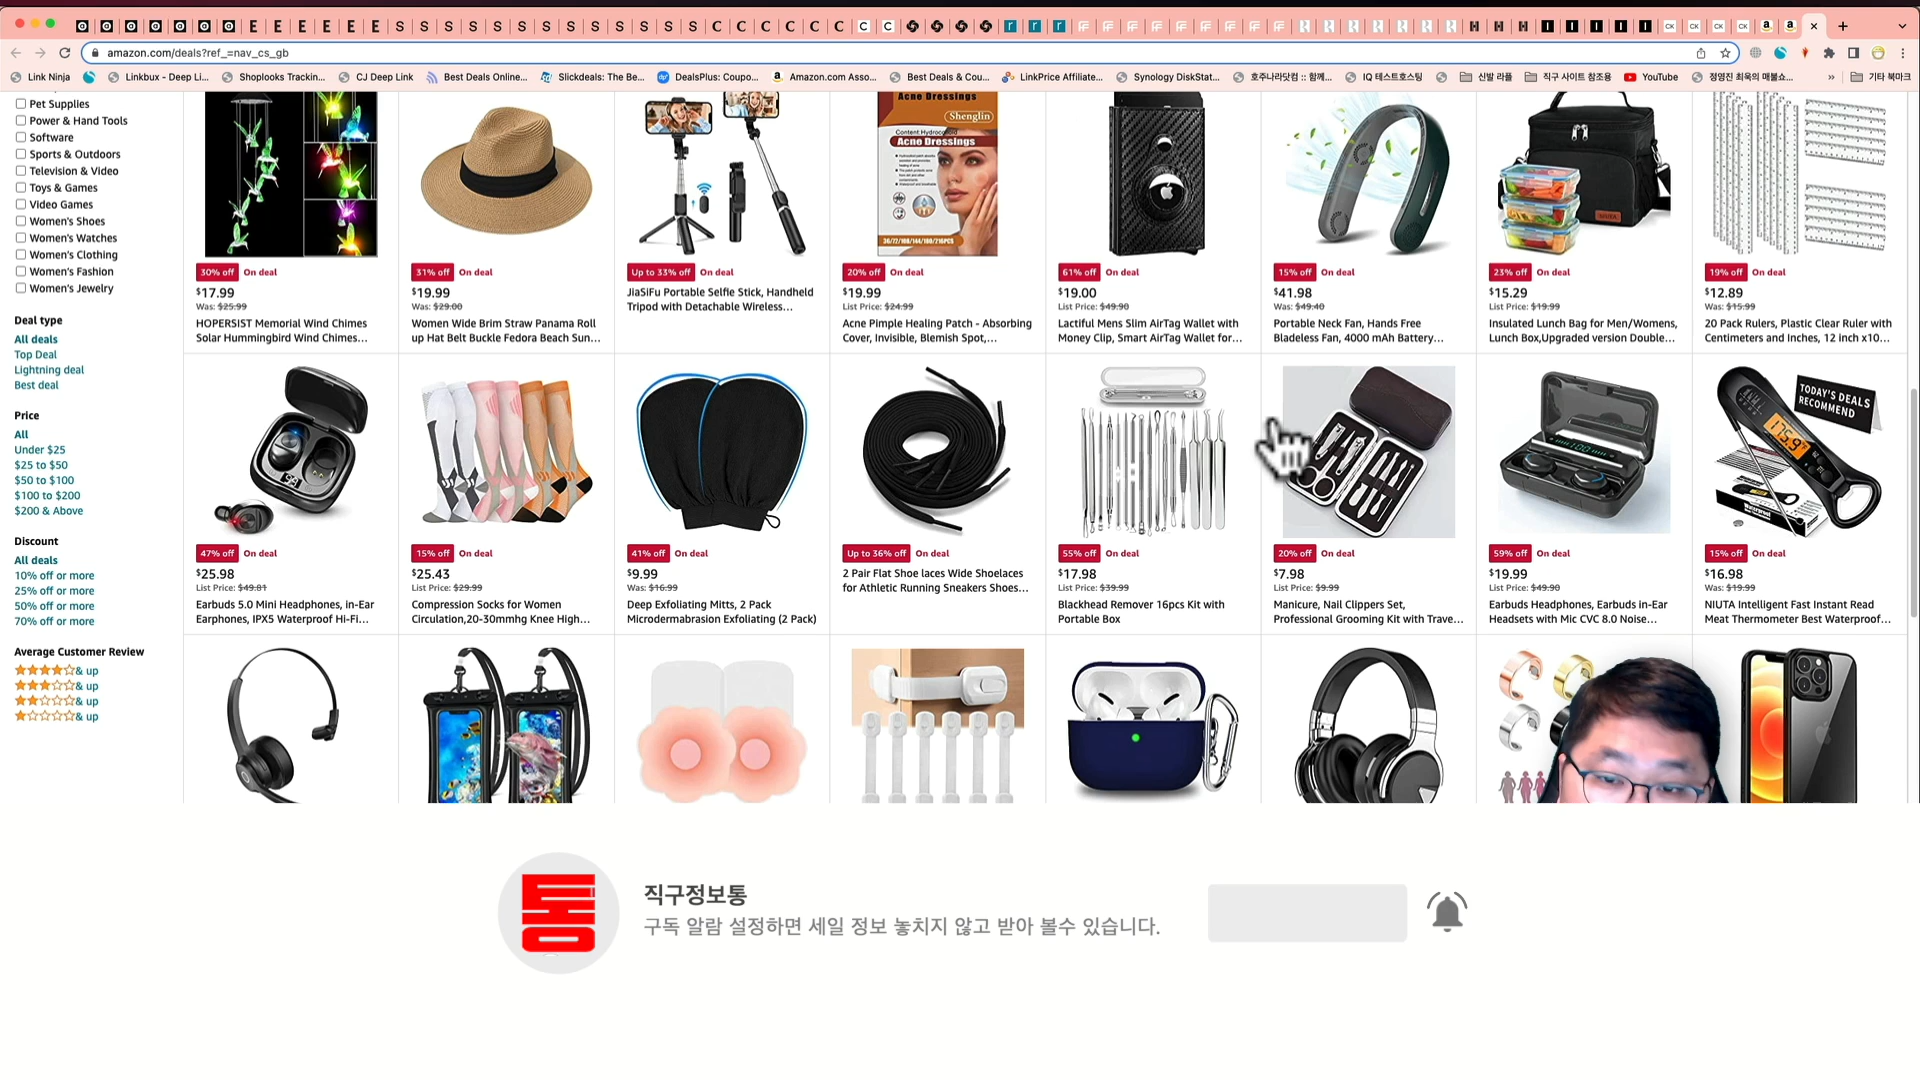 amazon.com/deals?ref_=nav_cs_gb
Link Ninja
Linkbux - Deep Li...
Shoplooks Trackin...
CJ Deep Link
Best Deals Online...
Slickdeals: The Be...
DealsPlus: Coupo...
Amazon.com Asso...
Best Deals & Cou...
LinkPrice Affiliate...
Synology DiskStat...
호주나라닷컴 :: 함께...
IQ 테스트호스팅
신발 라플
직구 사이트 참조용
YouTube
정영진 최욱의 매불쇼...
기타 북마크
Pet Supplies
Power & Hand Tools
Software
Sports & Outdoors
Television & Video
Toys & Games
Video Games
Women's Shoes
Women's Watches
Women's Clothing
Women's Fashion
Women's Jewelry
Deal type
All deals
Top Deal
Lightning deal
Best deal
Price
All
Under $25
$25 to $50
$50 to $100
$100 to $200
$200 & Above
Discount
All deals
10% off or more
25% off or more
50% off or more
70% off or more
Average Customer Review
& up
& up
& up
& up
30% off On deal
$17.99
Was: $25.99
HOPERSIST Memorial Wind Chimes
Solar Hummingbird Wind Chimes...
31% off On deal
$19.99
Was: $29.00
Women Wide Brim Straw Panama Roll
up Hat Belt Buckle Fedora Beach Sun...
Up to 33% off On deal
JiaSiFu Portable Selfie Stick, Handheld
Tripod with Detachable Wireless...
Acne Dressings
Shenglin
Content Hydrocolloid
Acne Dressings
20% off On deal
$19.99
List Price: $24.99
Acne Pimple Healing Patch - Absorbing
Cover, Invisible, Blemish Spot,...
61% off On deal
$19.00
List Price: $49.90
Lactiful Mens Slim AirTag Wallet with
Money Clip, Smart AirTag Wallet for...
15% off On deal
$41.98
Was: $49.40
Portable Neck Fan, Hands Free
Bladeless Fan, 4000 mAh Battery...
23% off On deal
$15.29
List Price: $19.99
Insulated Lunch Bag for Men/Womens,
Lunch Box,Upgraded version Double...
19% off On deal
$12.89
Was: $15.99
20 Pack Rulers, Plastic Clear Ruler with
Centimeters and Inches, 12 inch x10...
47% off On deal
$25.98
List Price: $49.81
Earbuds 5.0 Mini Headphones, in-Ear
Earphones, IPX5 Waterproof Hi-Fi...
15% off On deal
$25.43
List Price: $29.99
Compression Socks for Women
Circulation,20-30mmhg Knee High...
41% off On deal
$9.99
Was: $16.99
Deep Exfoliating Mitts, 2 Pack
Microdermabrasion Exfoliating (2 Pack)
Up to 36% off On deal
2 Pair Flat Shoe laces Wide Shoelaces
for Athletic Running Sneakers Shoes...
55% off On deal
$17.98
List Price: $39.99
Blackhead Remover 16pcs Kit with
Portable Box
20% off On deal
$7.98
List Price: $9.99
Manicure, Nail Clippers Set,
Professional Grooming Kit with Trave...
59% off On deal
$19.99
List Price: $49.90
Earbuds Headphones, Earbuds in-Ear
Headsets with Mic CVC 8.0 Noise...
TODAY'S DEALS
RECOMMEND
175.9
15% off On deal
$16.98
Was: $19.99
NIUTA Intelligent Fast Instant Read
Meat Thermometer Best Waterproof...
통
직구정보통
구독 알람 설정하면 세일 정보 놓치지 않고 받아 볼수 있습니다.